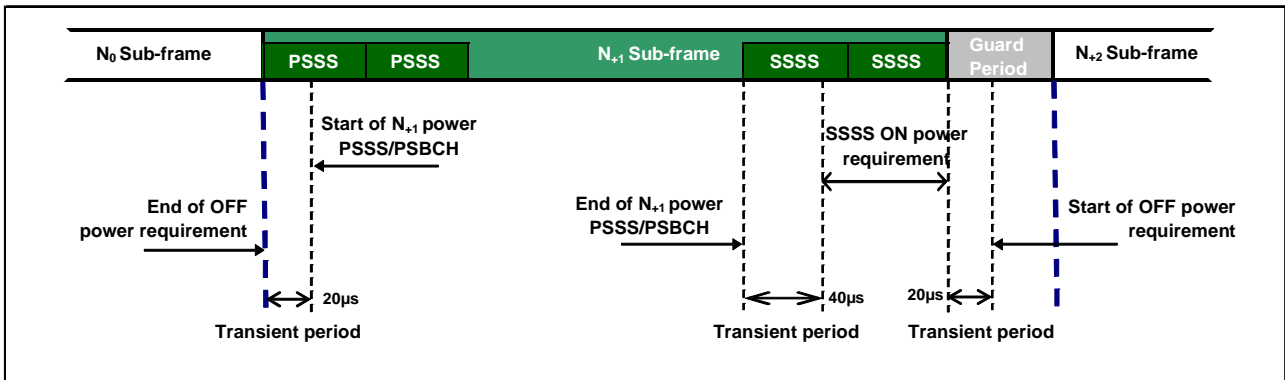 N0 Sub-frame
PSSS
PSSS
N+1 Sub-frame
SSSS
SSSS
Guard
Period
N+2 Sub-frame
Start of N+1 power
PSSS/PSBCH
SSSS ON power
requirement
End of OFF
power requirement
End of N+1 power
PSSS/PSBCH
Start of OFF power
requirement
20µs
40µs
20µs
Transient period
Transient period
Transient period